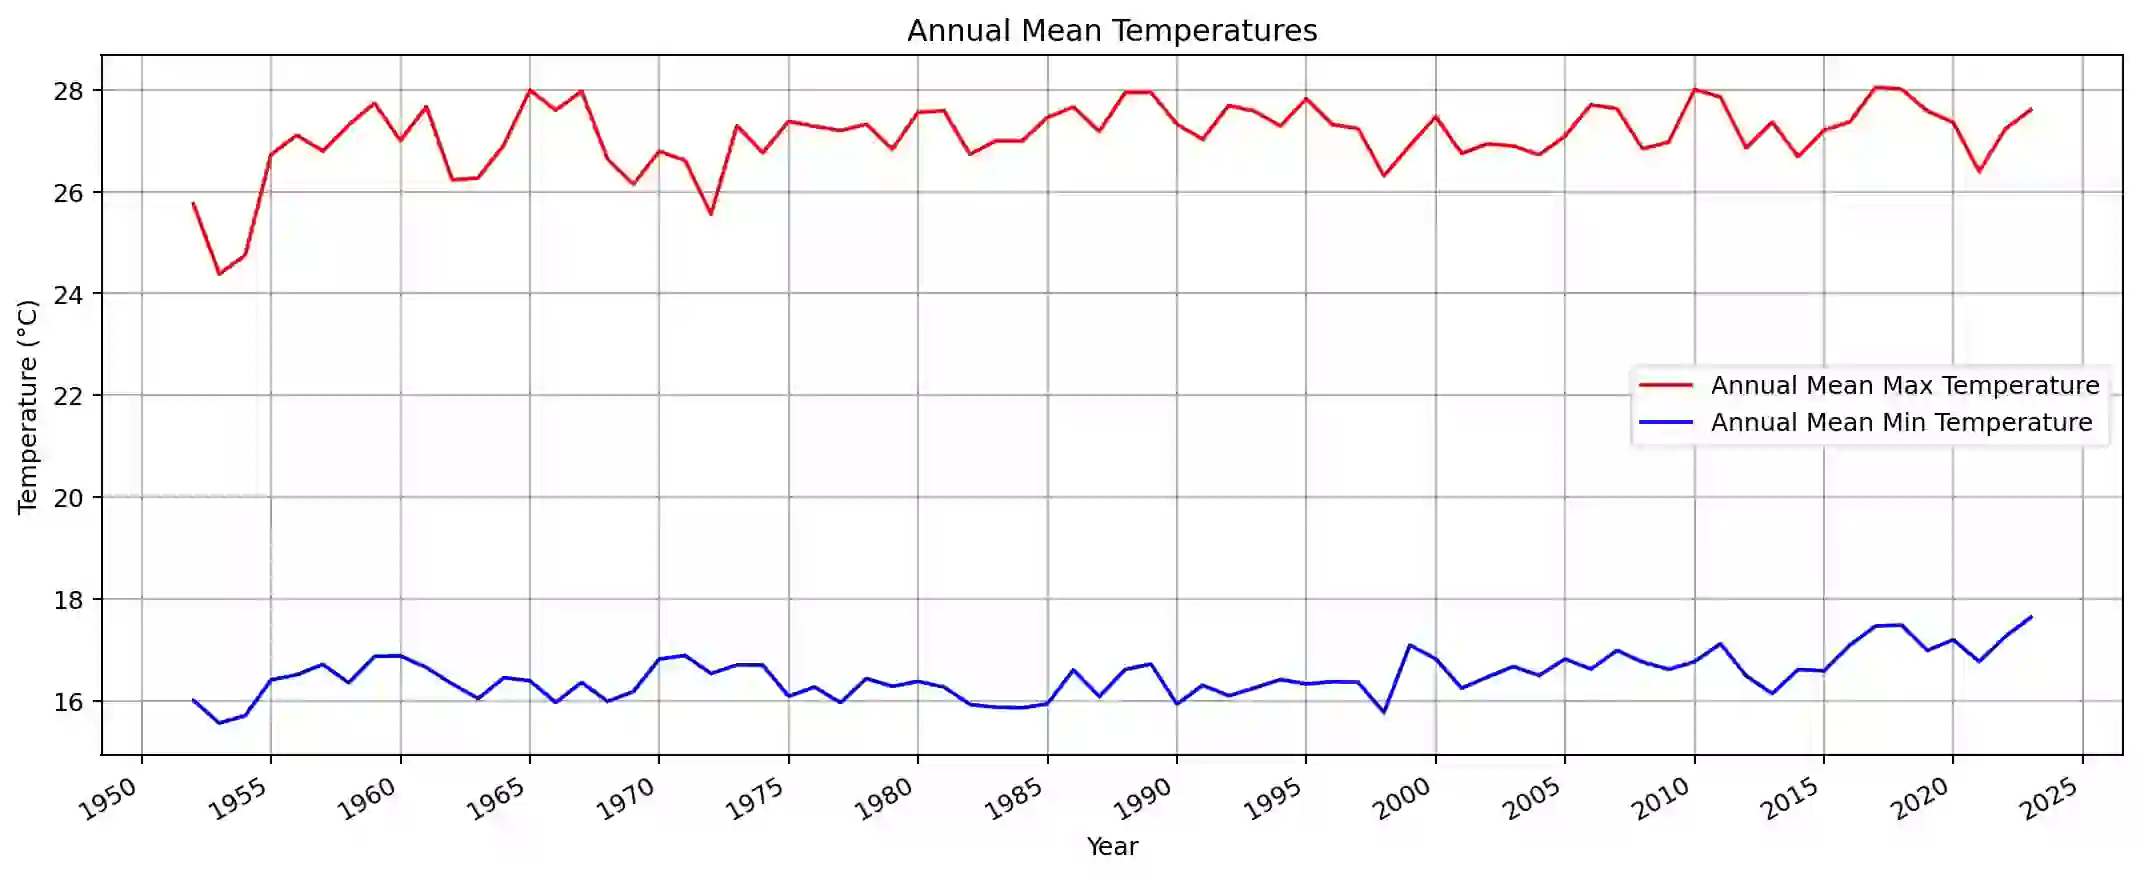 Annual Mean Temperatures
Temperature (°C)
28
26
24
22
20
18
16
Annual Mean Max Temperature
Annual Mean Min Temperature
1950 1955 1960 1965 1970 1975 1980 1985 1990 1995 2000 2005 2010 2015 2020 2025
Year